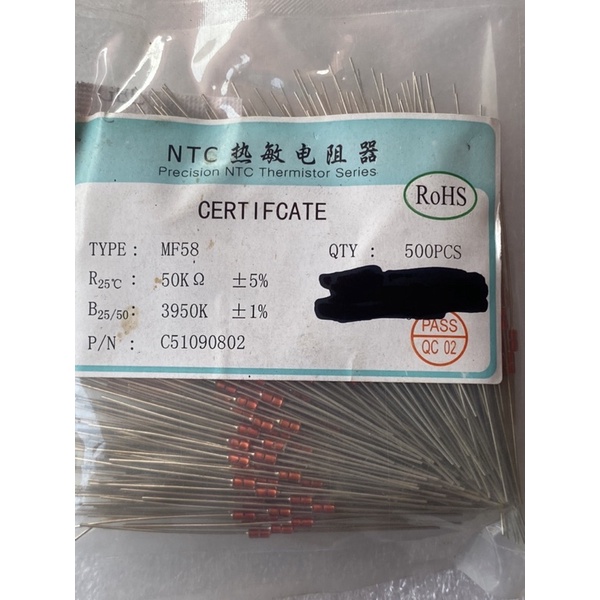 NTC 热敏电阻器
Precision NTC Thermistor Series
RoHS
CERTIFCATE
TYPE: MF58 QTY: 500PCS
R25℃: 50KΩ ±5%
B25/50: 3950K ±1%
P/N: C51090802
PASS
QC 02